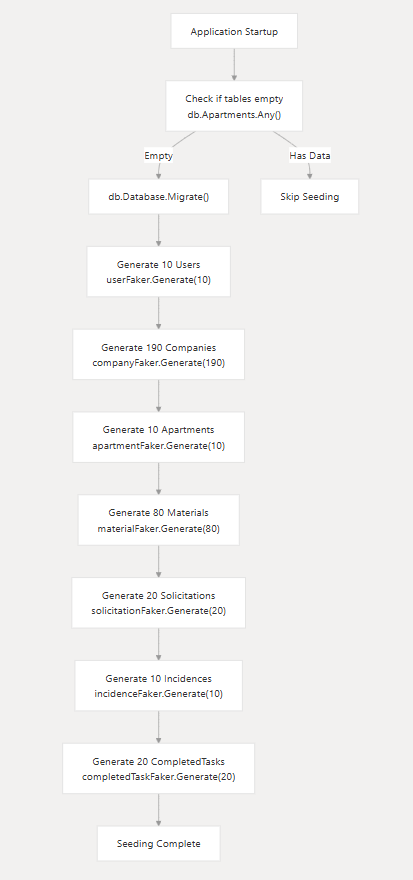 Application Startup
Check if tables empty
db.Apartments.Any()
Empty
Has Data
db.Database.Migrate()
Skip Seeding
Generate 10 Users
userFaker.Generate(10)
Generate 190 Companies
companyFaker.Generate(190)
Generate 10 Apartments
apartmentFaker.Generate(10)
Generate 80 Materials
materialFaker.Generate(80)
Generate 20 Solicitations
solicitationFaker.Generate(20)
Generate 10 Incidences
incidenceFaker.Generate(10)
Generate 20 CompletedTasks
completedTaskFaker.Generate(20)
Seeding Complete